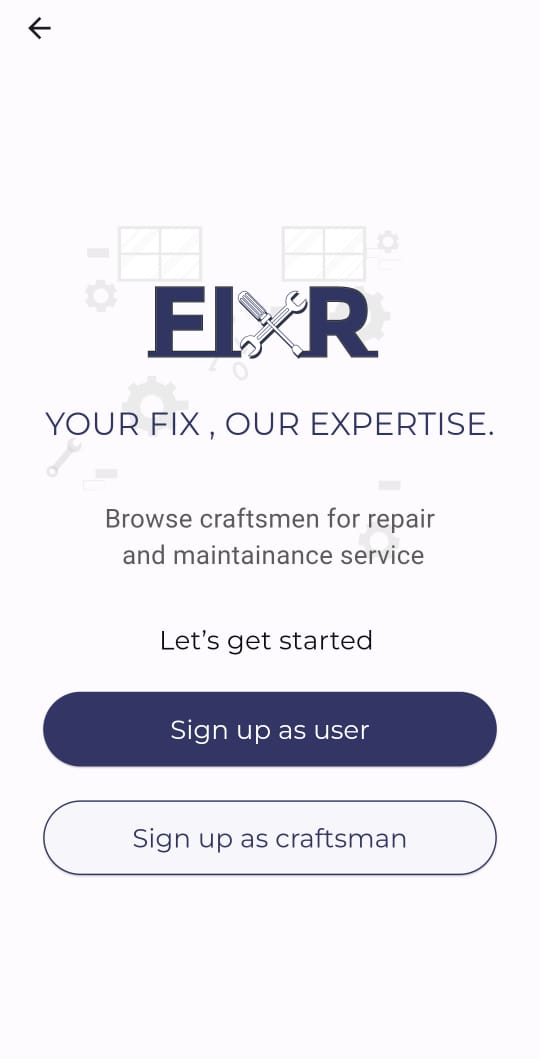 FIXR
YOUR FIX , OUR EXPERTISE.
Browse craftsmen for repair
and maintainance service
Let’s get started
Sign up as user
Sign up as craftsman